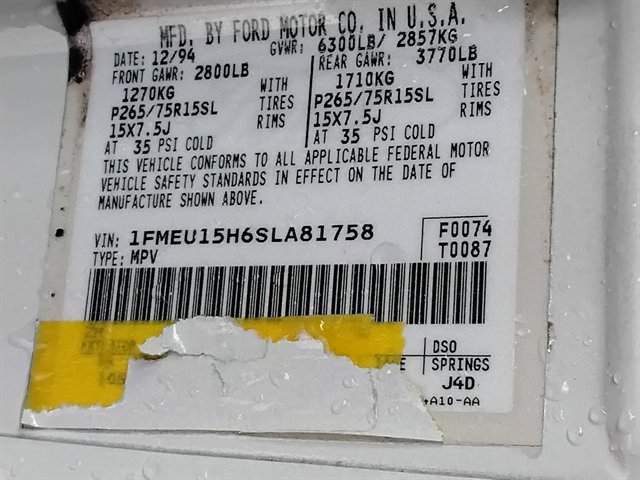 MFD. BY FORD MOTOR CO. IN U.S.A.
DATE: 12/94 GVWR: 6300LB/ 2857KG
FRONT GAWR: 2800LB REAR GAWR: 3770LB
1270KG WITH 1710KG WITH
P265/75R15SL TIRES P265/75R15SL TIRES
15X7.5J RIMS 15X7.5J RIMS
AT 35 PSI COLD AT 35 PSI COLD
THIS VEHICLE CONFORMS TO ALL APPLICABLE FEDERAL MOTOR
VEHICLE SAFETY STANDARDS IN EFFECT ON THE DATE OF
MANUFACTURE SHOWN ABOVE.
VIN: 1FMEU15H6SLA81758 F0074
TYPE: MPV T0087
DSO
SPRINGS
J4D
4A10-AA